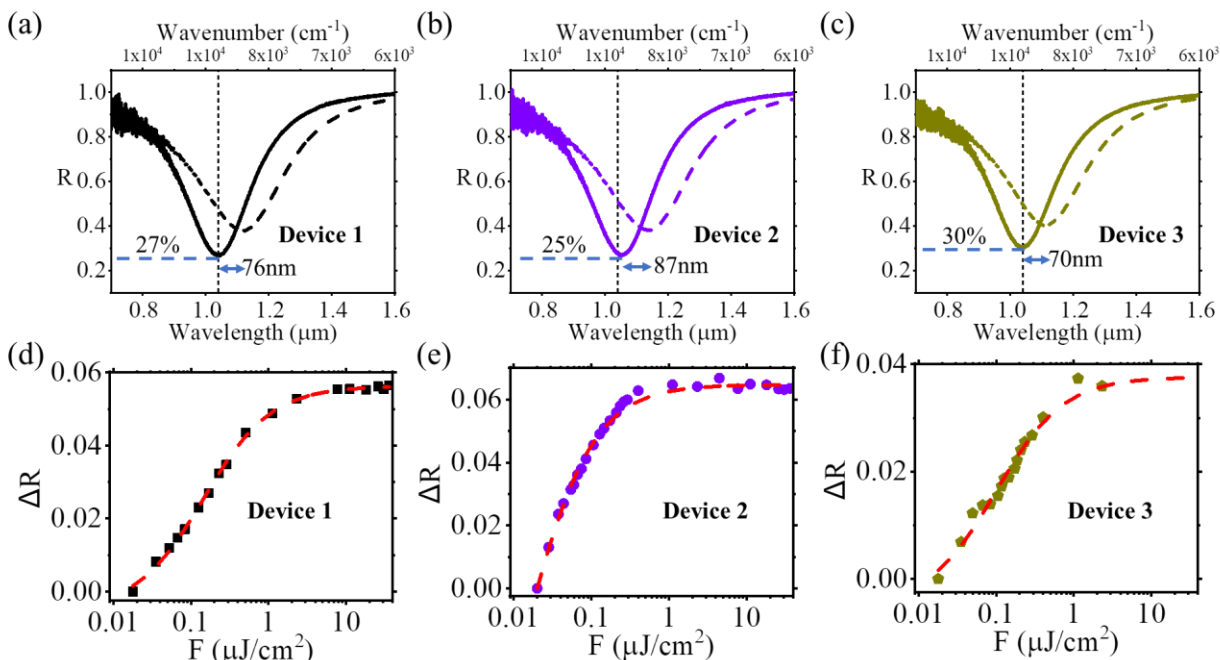 (a)
Wavenumber (cm⁻¹)
1x10⁴ 1x10⁴ 8x10³ 7x10³ 6x10³
1.0
0.8
R 0.6
0.4
0.2
27%
76nm
Device 1
0.8 1.0 1.2 1.4 1.6
Wavelength (μm)
(b)
Wavenumber (cm⁻¹)
1x10⁴ 1x10⁴ 8x10³ 7x10³ 6x10³
1.0
0.8
R 0.6
0.4
0.2
25%
87nm
Device 2
0.8 1.0 1.2 1.4 1.6
Wavelength (μm)
(c)
Wavenumber (cm⁻¹)
1x10⁴ 1x10⁴ 8x10³ 7x10³ 6x10³
1.0
0.8
R 0.6
0.4
0.2
30%
70nm
Device 3
0.8 1.0 1.2 1.4 1.6
Wavelength (μm)
(d)
0.06
0.04
0.02
0.00
ΔR
Device 1
0.01 0.1 1 10
F (μJ/cm²)
(e)
0.06
0.04
0.02
0.00
ΔR
Device 2
0.01 0.1 1 10
F (μJ/cm²)
(f)
0.04
0.02
0.00
ΔR
Device 3
0.01 0.1 1 10
F (μJ/cm²)